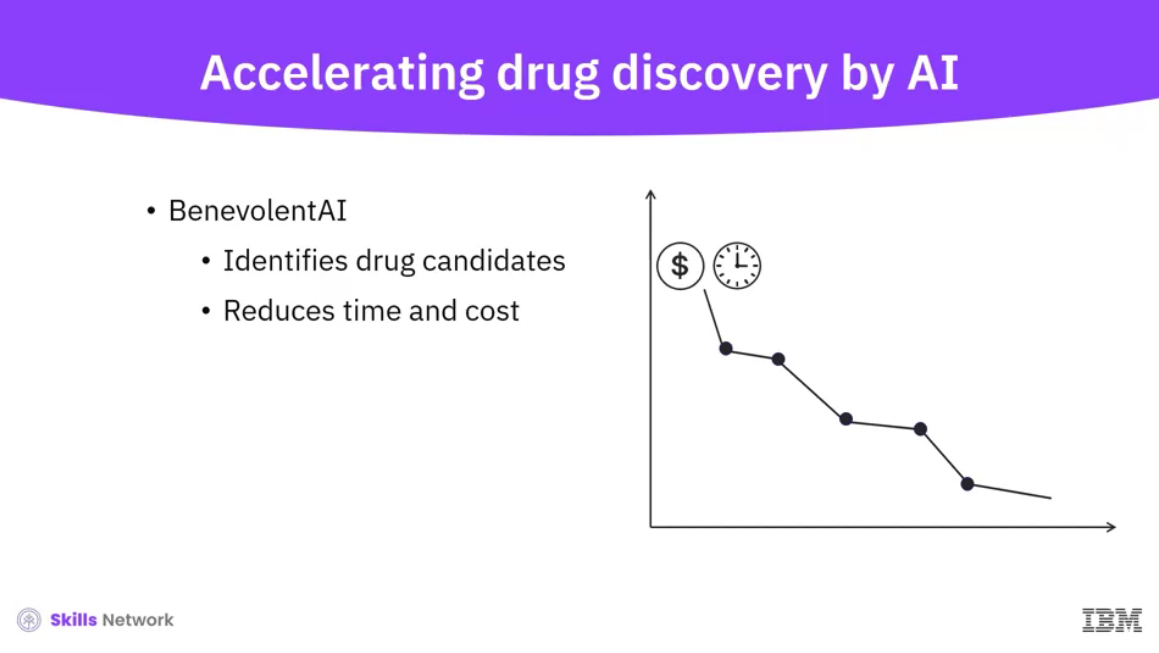 Accelerating drug discovery by AI
• BenevolentAI
• Identifies drug candidates
• Reduces time and cost
$
Skills Network
IBM